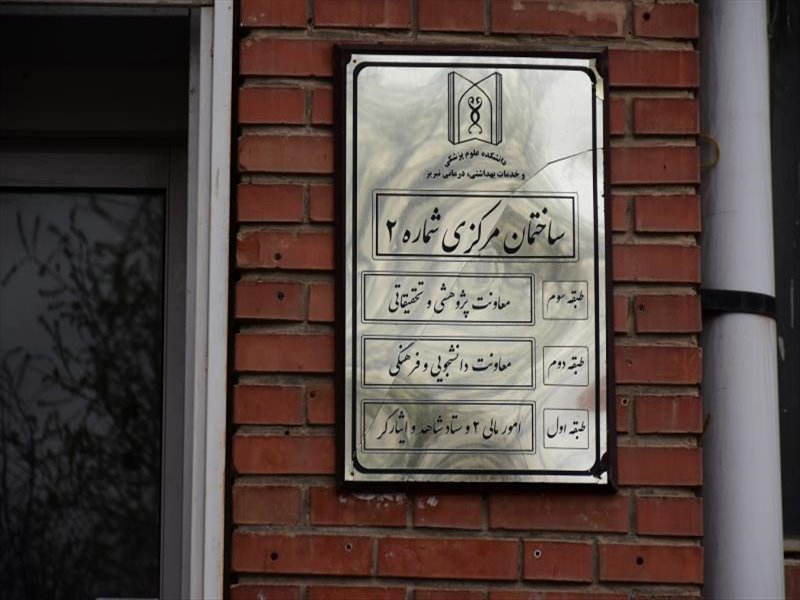 دانشکده علوم پزشکی
و خدمات بهداشتی، درمانی تبریز
ساختمان مرکزی شماره ۲
طبقه سوم معاونت پژوهشی و تحقیقاتی
طبقه دوم معاونت دانشجویی و فرهنگی
طبقه اول امور مالی ۲ و ستاد شاهد و ایثارگر